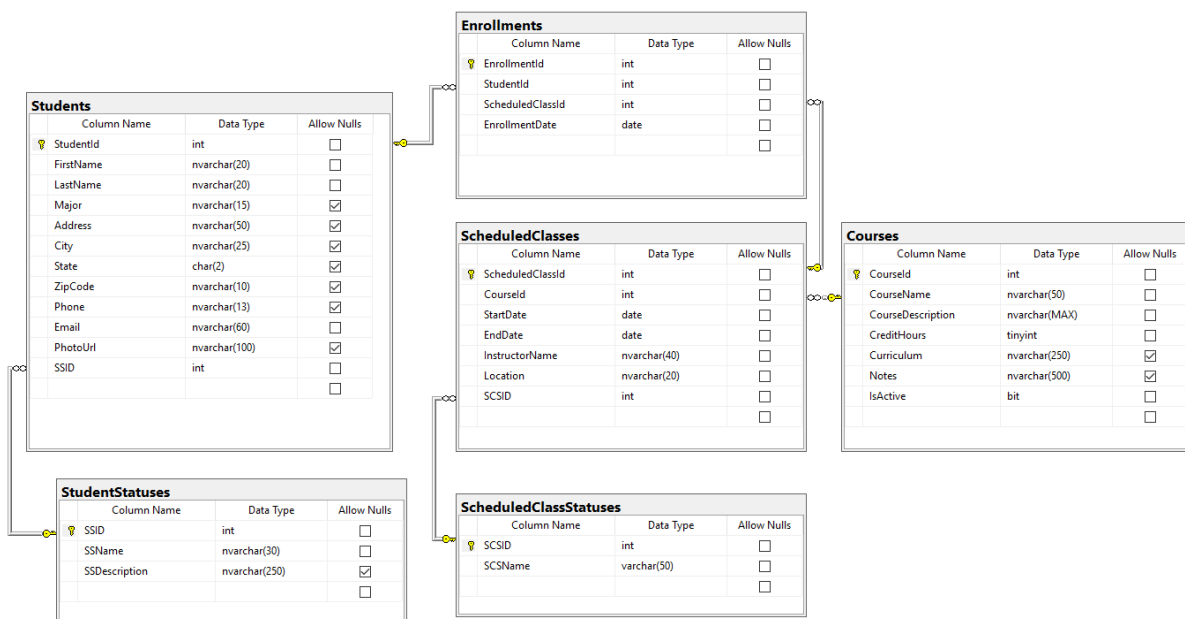 Enrollments
Column Name Data Type Allow Nulls
EnrollmentId int
StudentId int
ScheduledClassId int
EnrollmentDate date
Students
Column Name Data Type Allow Nulls
StudentId int
FirstName nvarchar(20)
LastName nvarchar(20)
Major nvarchar(15)
Address nvarchar(50)
City nvarchar(25)
State char(2)
ZipCode nvarchar(10)
Phone nvarchar(13)
Email nvarchar(60)
PhotoUrl nvarchar(100)
SSID int
ScheduledClasses
Column Name Data Type Allow Nulls
ScheduledClassId int
CourseId int
StartDate date
EndDate date
InstructorName nvarchar(40)
Location nvarchar(20)
SCSID int
Courses
Column Name Data Type Allow Nulls
CourseId int
CourseName nvarchar(50)
CourseDescription nvarchar(MAX)
CreditHours tinyint
Curriculum nvarchar(250)
Notes nvarchar(500)
IsActive bit
StudentStatuses
Column Name Data Type Allow Nulls
SSID int
SSName nvarchar(30)
SSDescription nvarchar(250)
ScheduledClassStatuses
Column Name Data Type Allow Nulls
SCSID int
SCSName varchar(50)